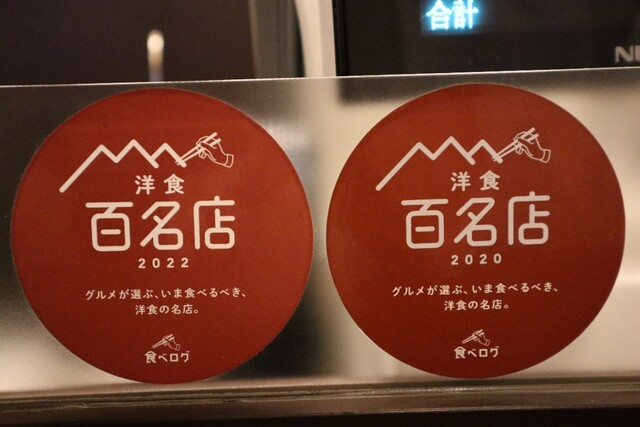 合計
洋食
百名店
2022
グルメが選ぶ、いま食べるべき、
洋食の名店。
食べログ
洋食
百名店
2020
グルメが選ぶ、いま食べるべき、
洋食の名店。
食べログ